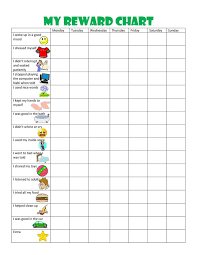 MY REWARD CHART
Monday Tuesday Wednesday Thursday Friday Saturday Sunday
I woke up in a good
mood
I dressed myself
I didn't interrupt
and waited
patiently
I stopped playing
the computer and
toys when told
I used nice words
I kept my hands to
myself
I was good in the bath
I didn't whine or cry
I used my inside voice
I went to bed when
was told
I shared my toys
I listened to adults
I tried all my food
I helped clean up
I was good in the
car
Extra